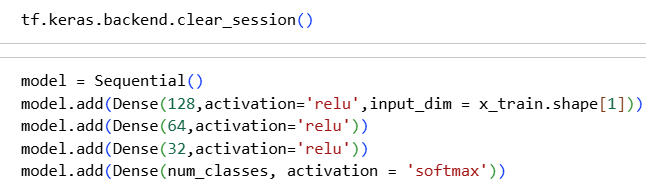 tf.keras.backend.clear_session()
model = Sequential()
model.add(Dense(128,activation='relu',input_dim = x_train.shape[1]))
model.add(Dense(64,activation='relu'))
model.add(Dense(32,activation='relu'))
model.add(Dense(num_classes, activation = 'softmax'))